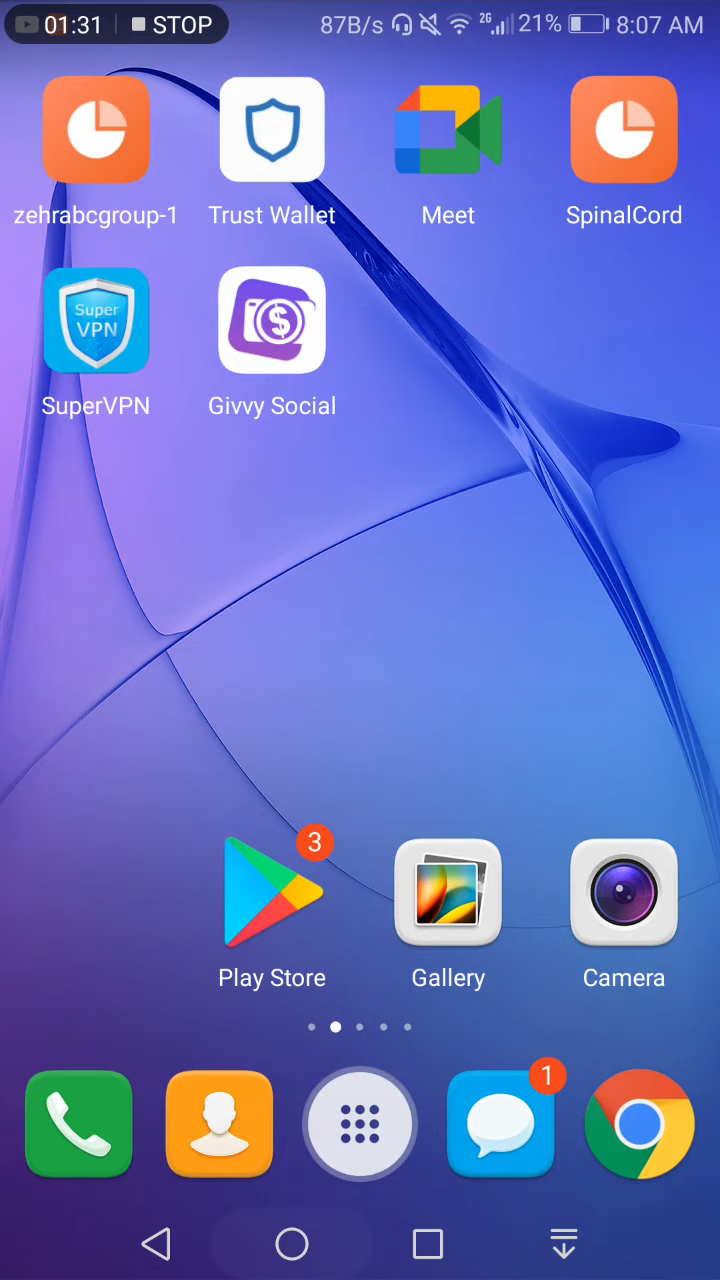 01:31 STOP 87B/s 2G 21% 8:07 AM
zehrabcgroup-1 Trust Wallet Meet SpinalCord
Super
VPN
$
SuperVPN Givvy Social
3
Play Store Gallery Camera
1